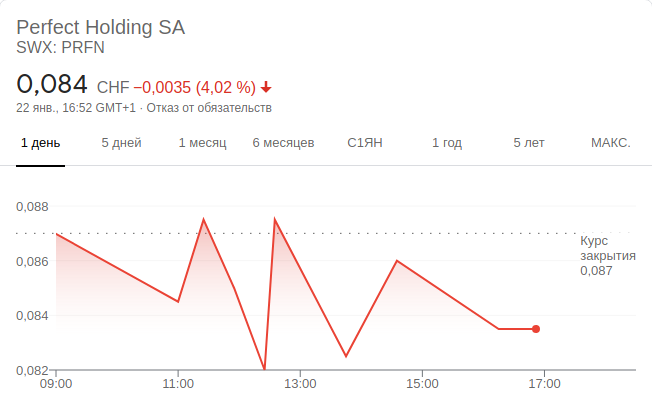 Perfect Holding SA
SWX: PRFN
0,084 CHF −0,0035 (4,02 %)
22 янв., 16:52 GMT+1 · Отказ от обязательств
1 день 5 дней 1 месяц 6 месяцев С1ЯН 1 год 5 лет МАКС.
0,088
Курс
закрытия
0,087
0,086
0,084
0,082
09:00 11:00 13:00 15:00 17:00